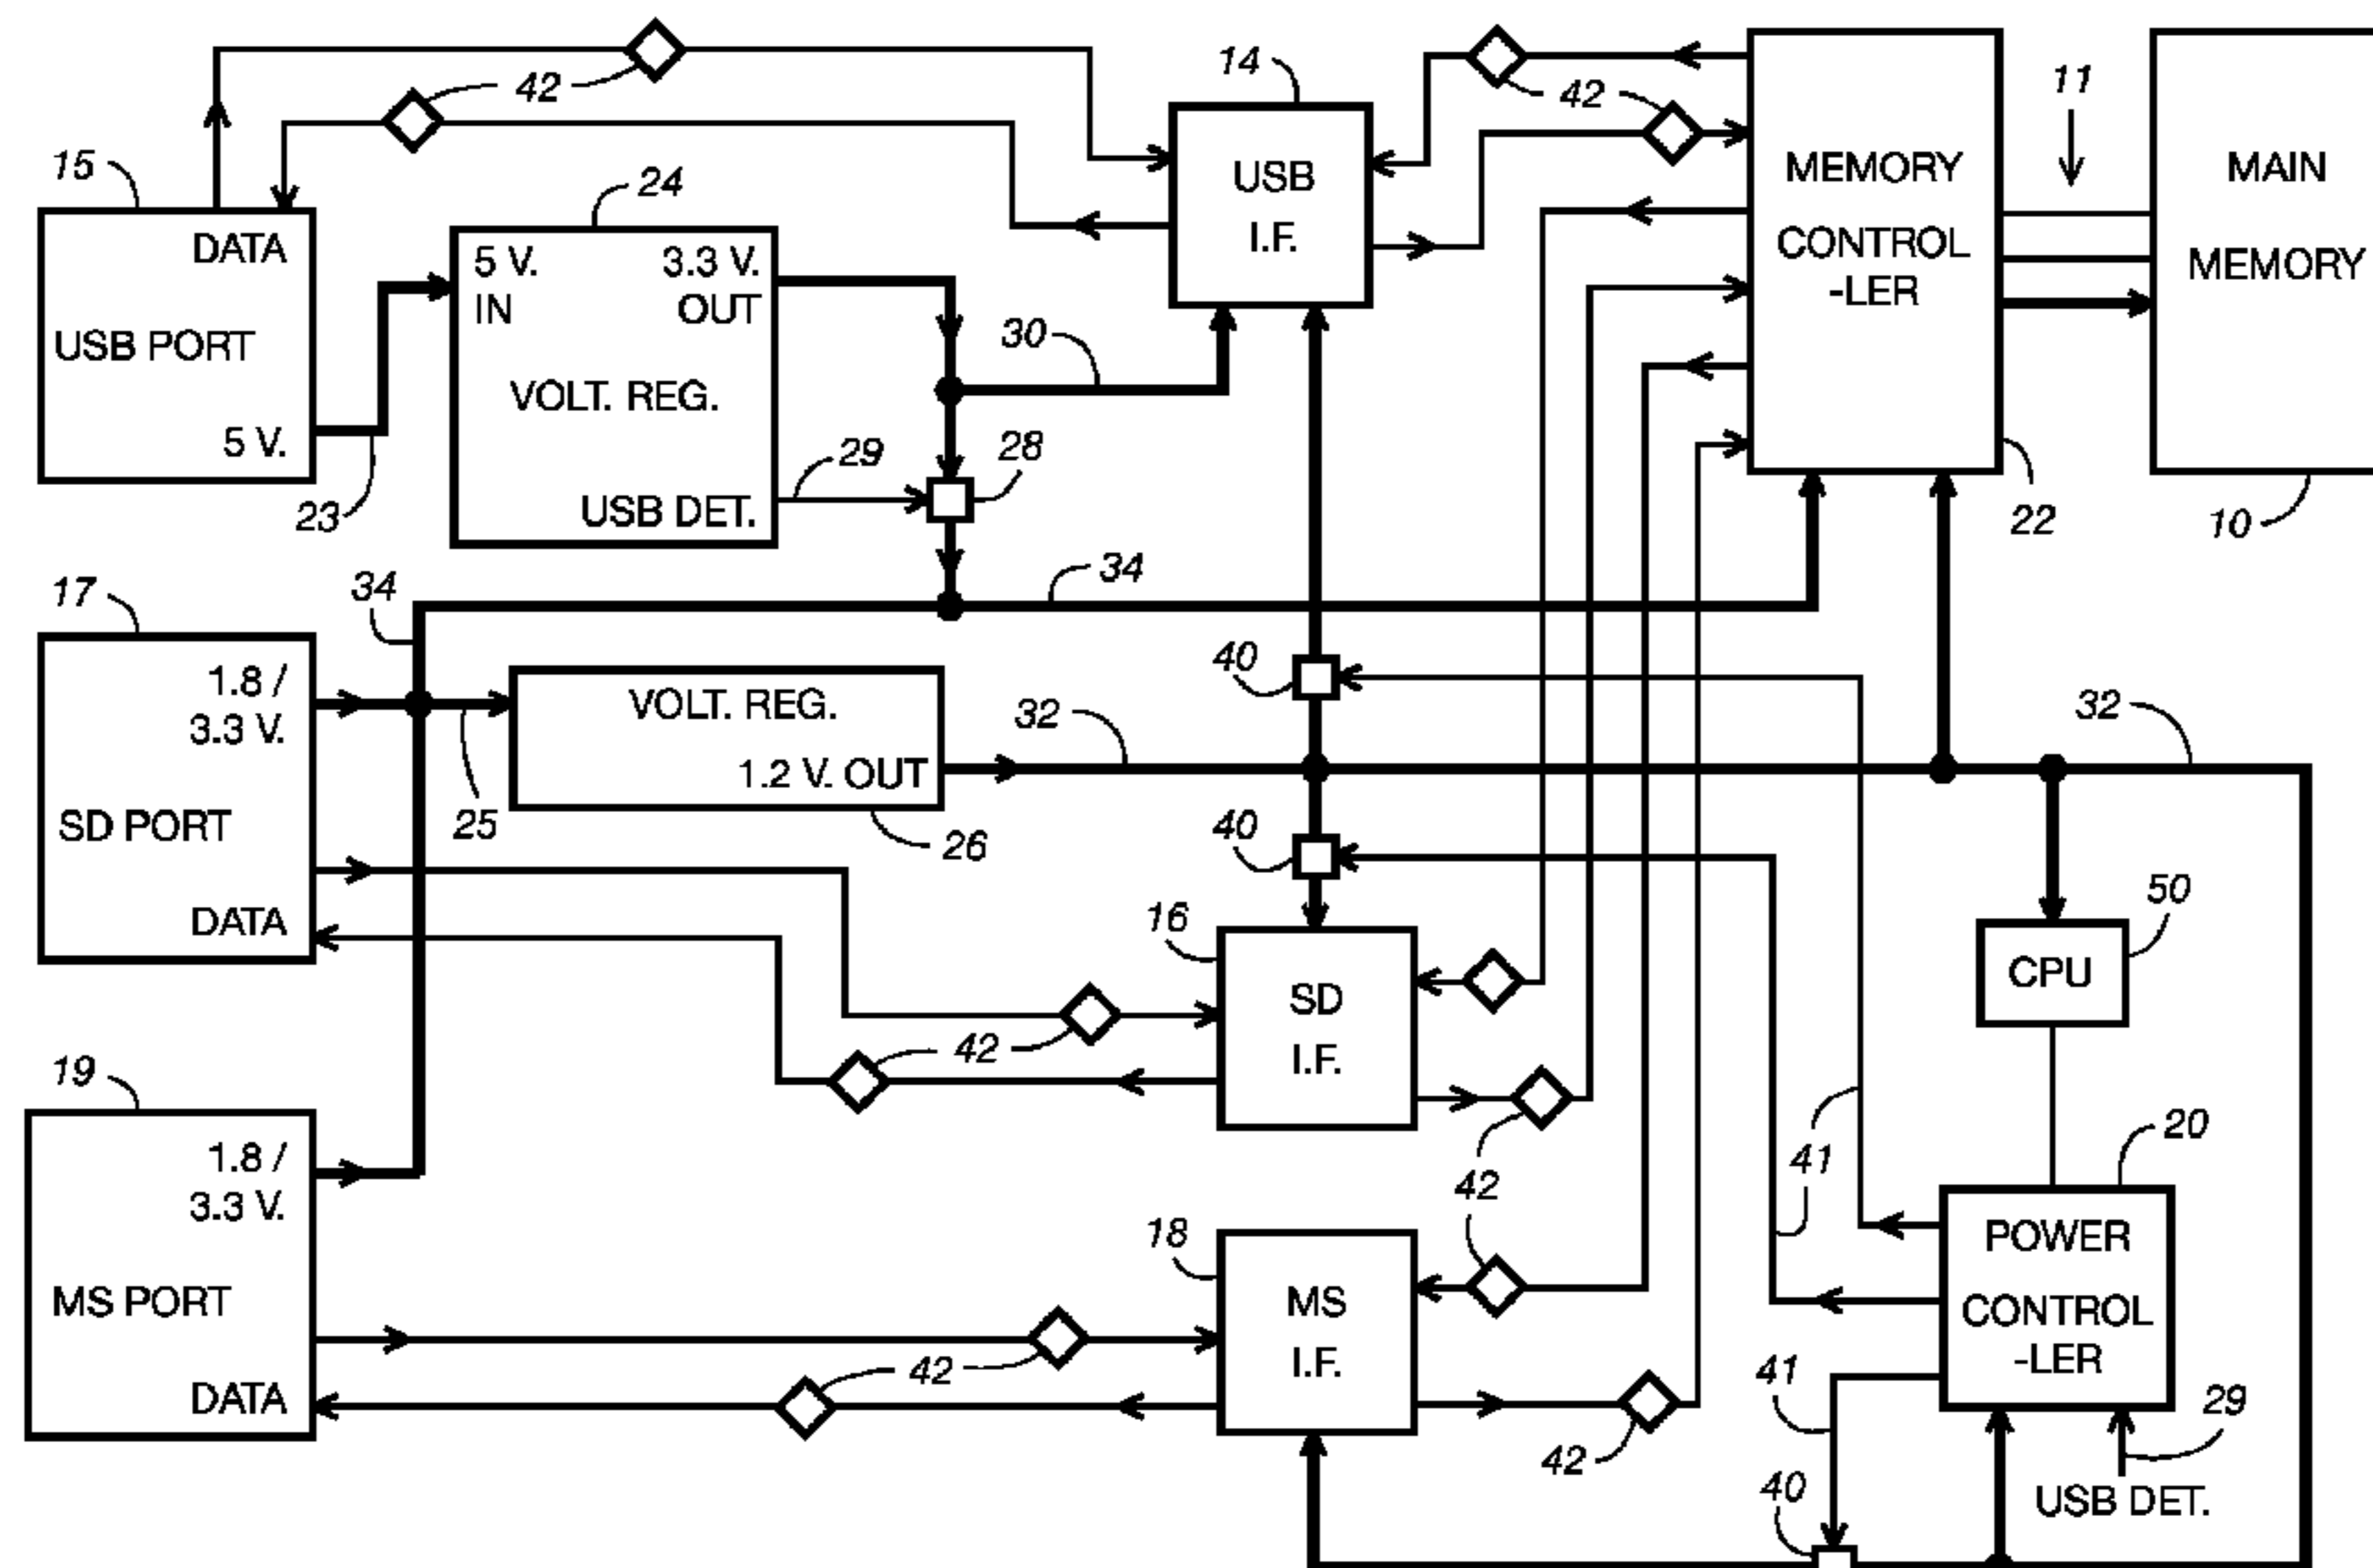 42
14
42
11
15
DATA
USB PORT
5 V.
23
24
5 V.
IN
3.3 V.
OUT
VOLT. REG.
USB DET.
29
28
30
USB
I.F.
MEMORY
CONTROL
-LER
22
MAIN
MEMORY
10
17
34
34
1.8 /
3.3 V.
SD PORT
DATA
25
VOLT. REG.
1.2 V. OUT
26
32
40
40
32
16
SD
I.F.
42
42
50
CPU
19
1.8 /
3.3 V.
MS PORT
DATA
42
18
MS
I.F.
42
41
20
POWER
CONTROL
-LER
41
40
29
USB DET.